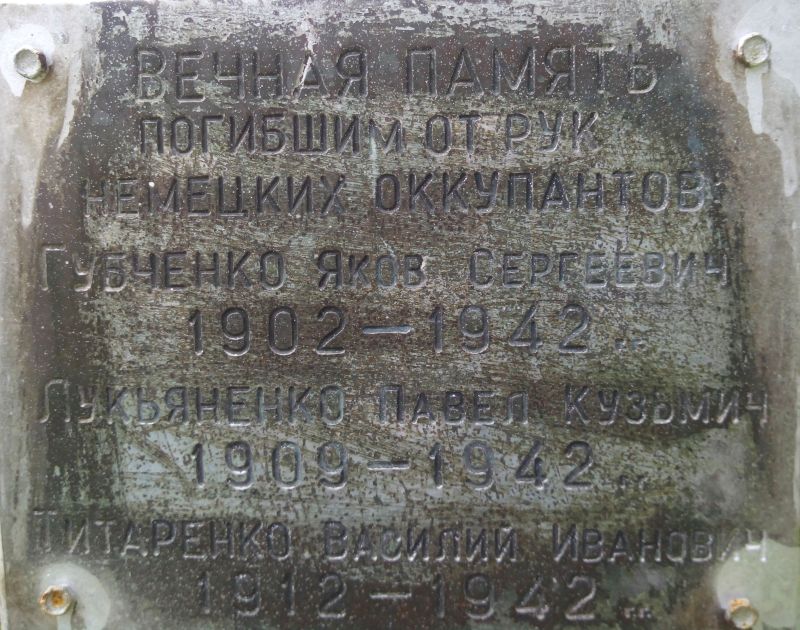 ВЕЧНАЯ ПАМЯТЬ
ПОГИБШИМ ОТ РУК
НЕМЕЦКИХ ОККУПАНТОВ:
ГУБЧЕНКО ЯКОВ СЕРГЕЕВИЧ
1902-1942 г.г.
ЛУКЬЯНЕНКО ПАВЕЛ КУЗЬМИЧ
1909-1942 г.г.
ТИТАРЕНКО ВАСИЛИЙ ИВАНОВИЧ
1912-1942 г.г.